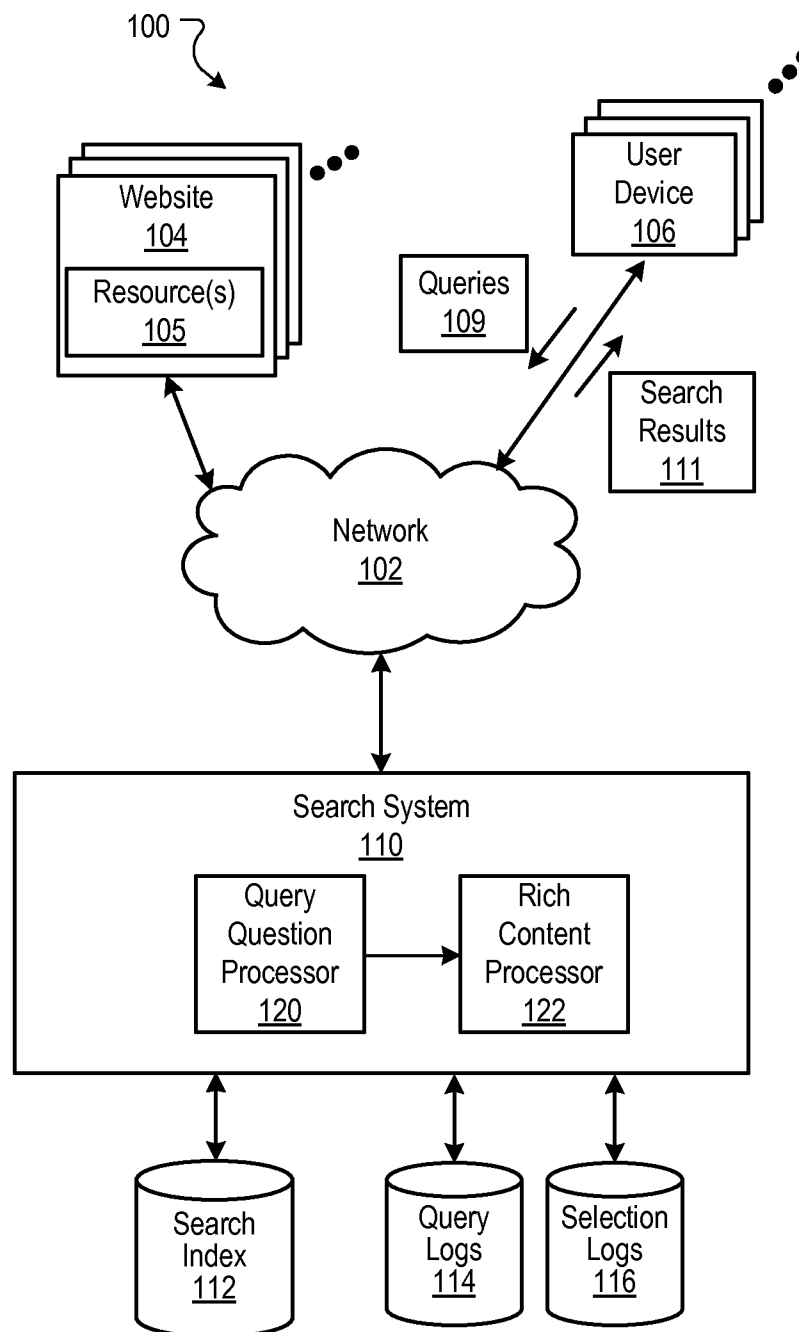 100
Website
104
Resource(s)
105
User
Device
106
Queries
109
Search
Results
111
Network
102
Search System
110
Query
Question
Processor
120
Rich
Content
Processor
122
Search
Index
112
Query
Logs
114
Selection
Logs
116